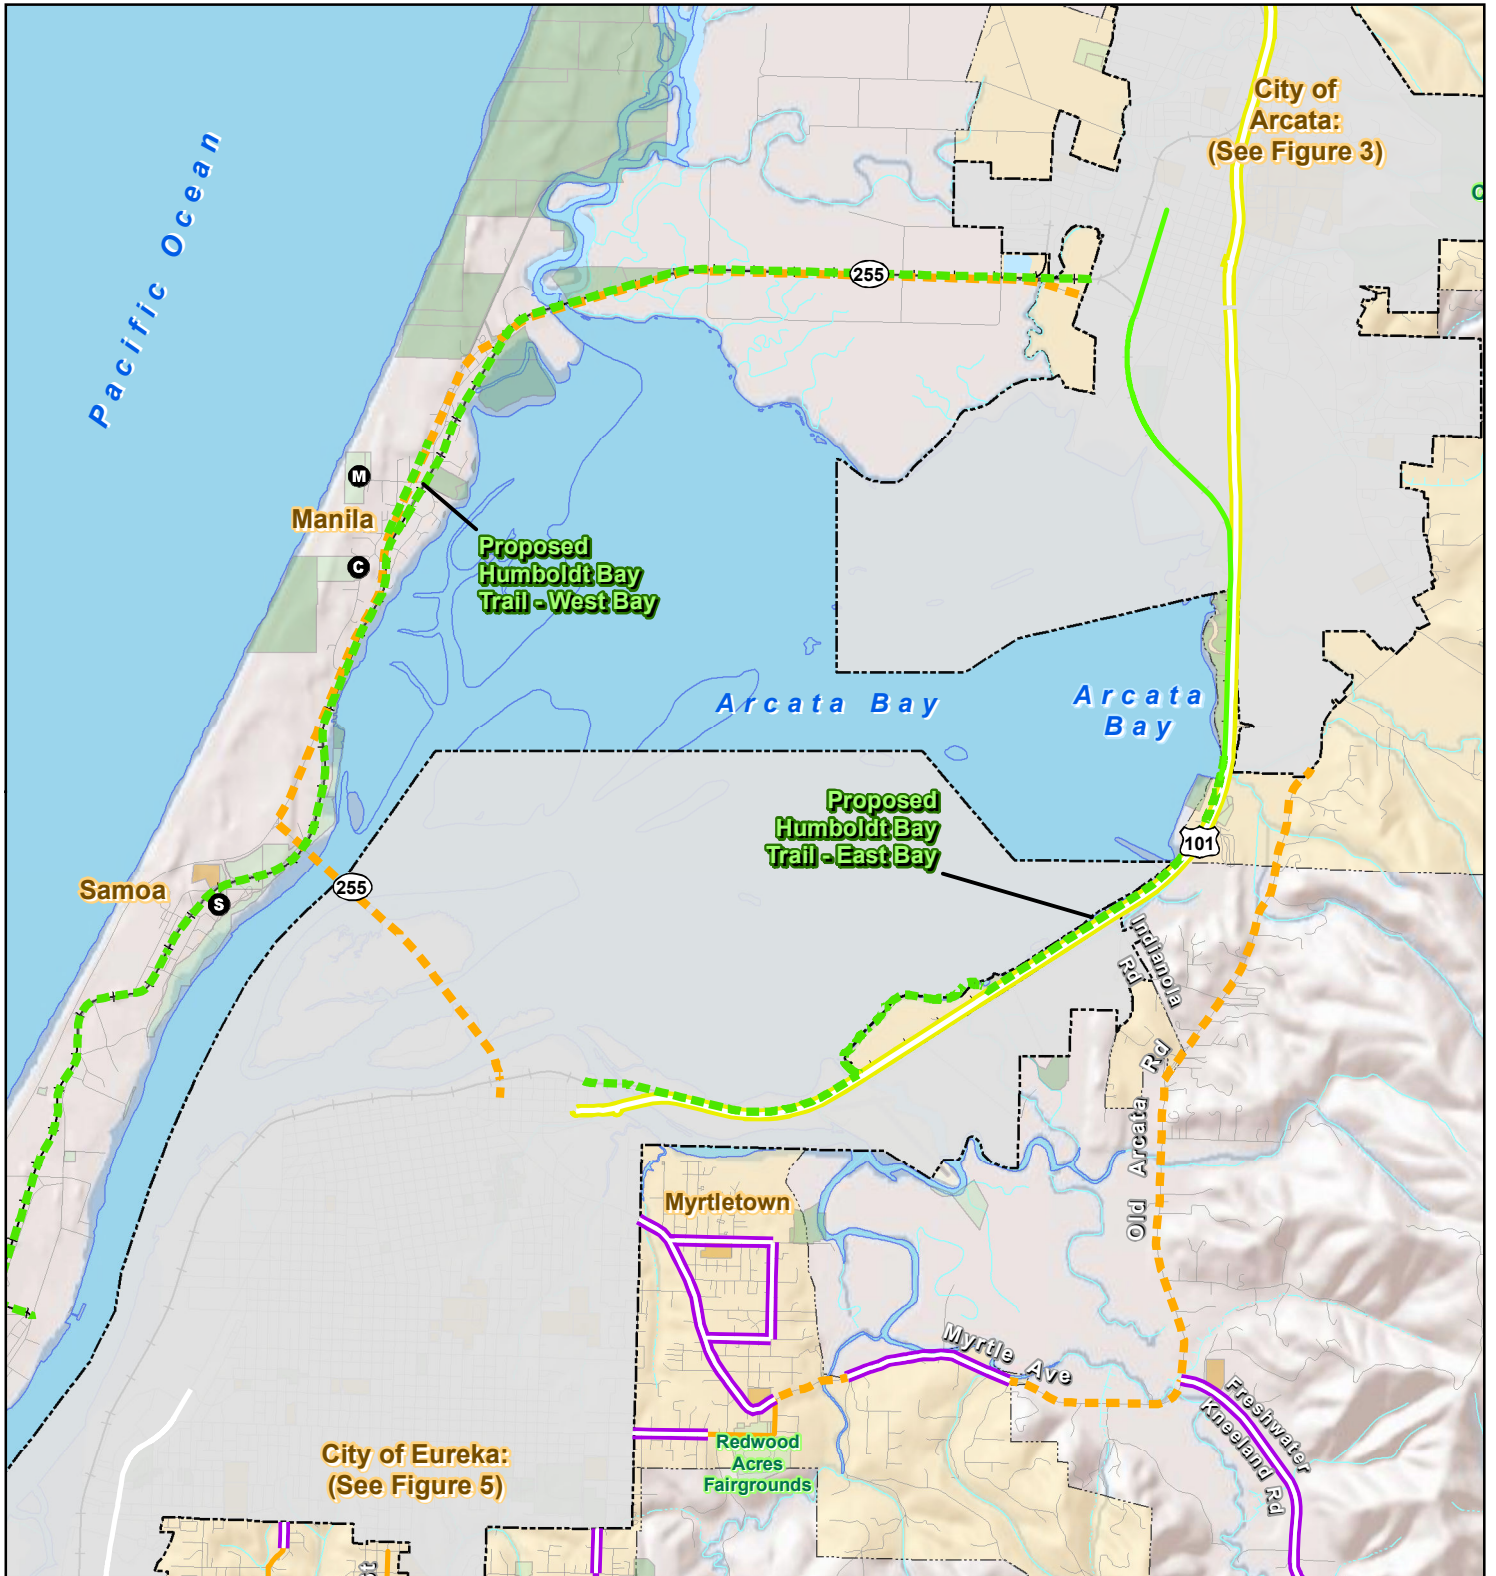 City of
Arcata:
(See Figure 3)
Pacific Ocean
255
M
Manila
C
Proposed
Humboldt Bay
Trail - West Bay
Arcata Bay
Arcata
Bay
Proposed
Humboldt Bay
Trail - East Bay
101
Samoa
S
255
Indianola
Rd
Old Arcata Rd
Myrtletown
Myrtle Ave
Freshwater
Kneeland Rd
Redwood
Acres
Fairgrounds
City of Eureka:
(See Figure 5)